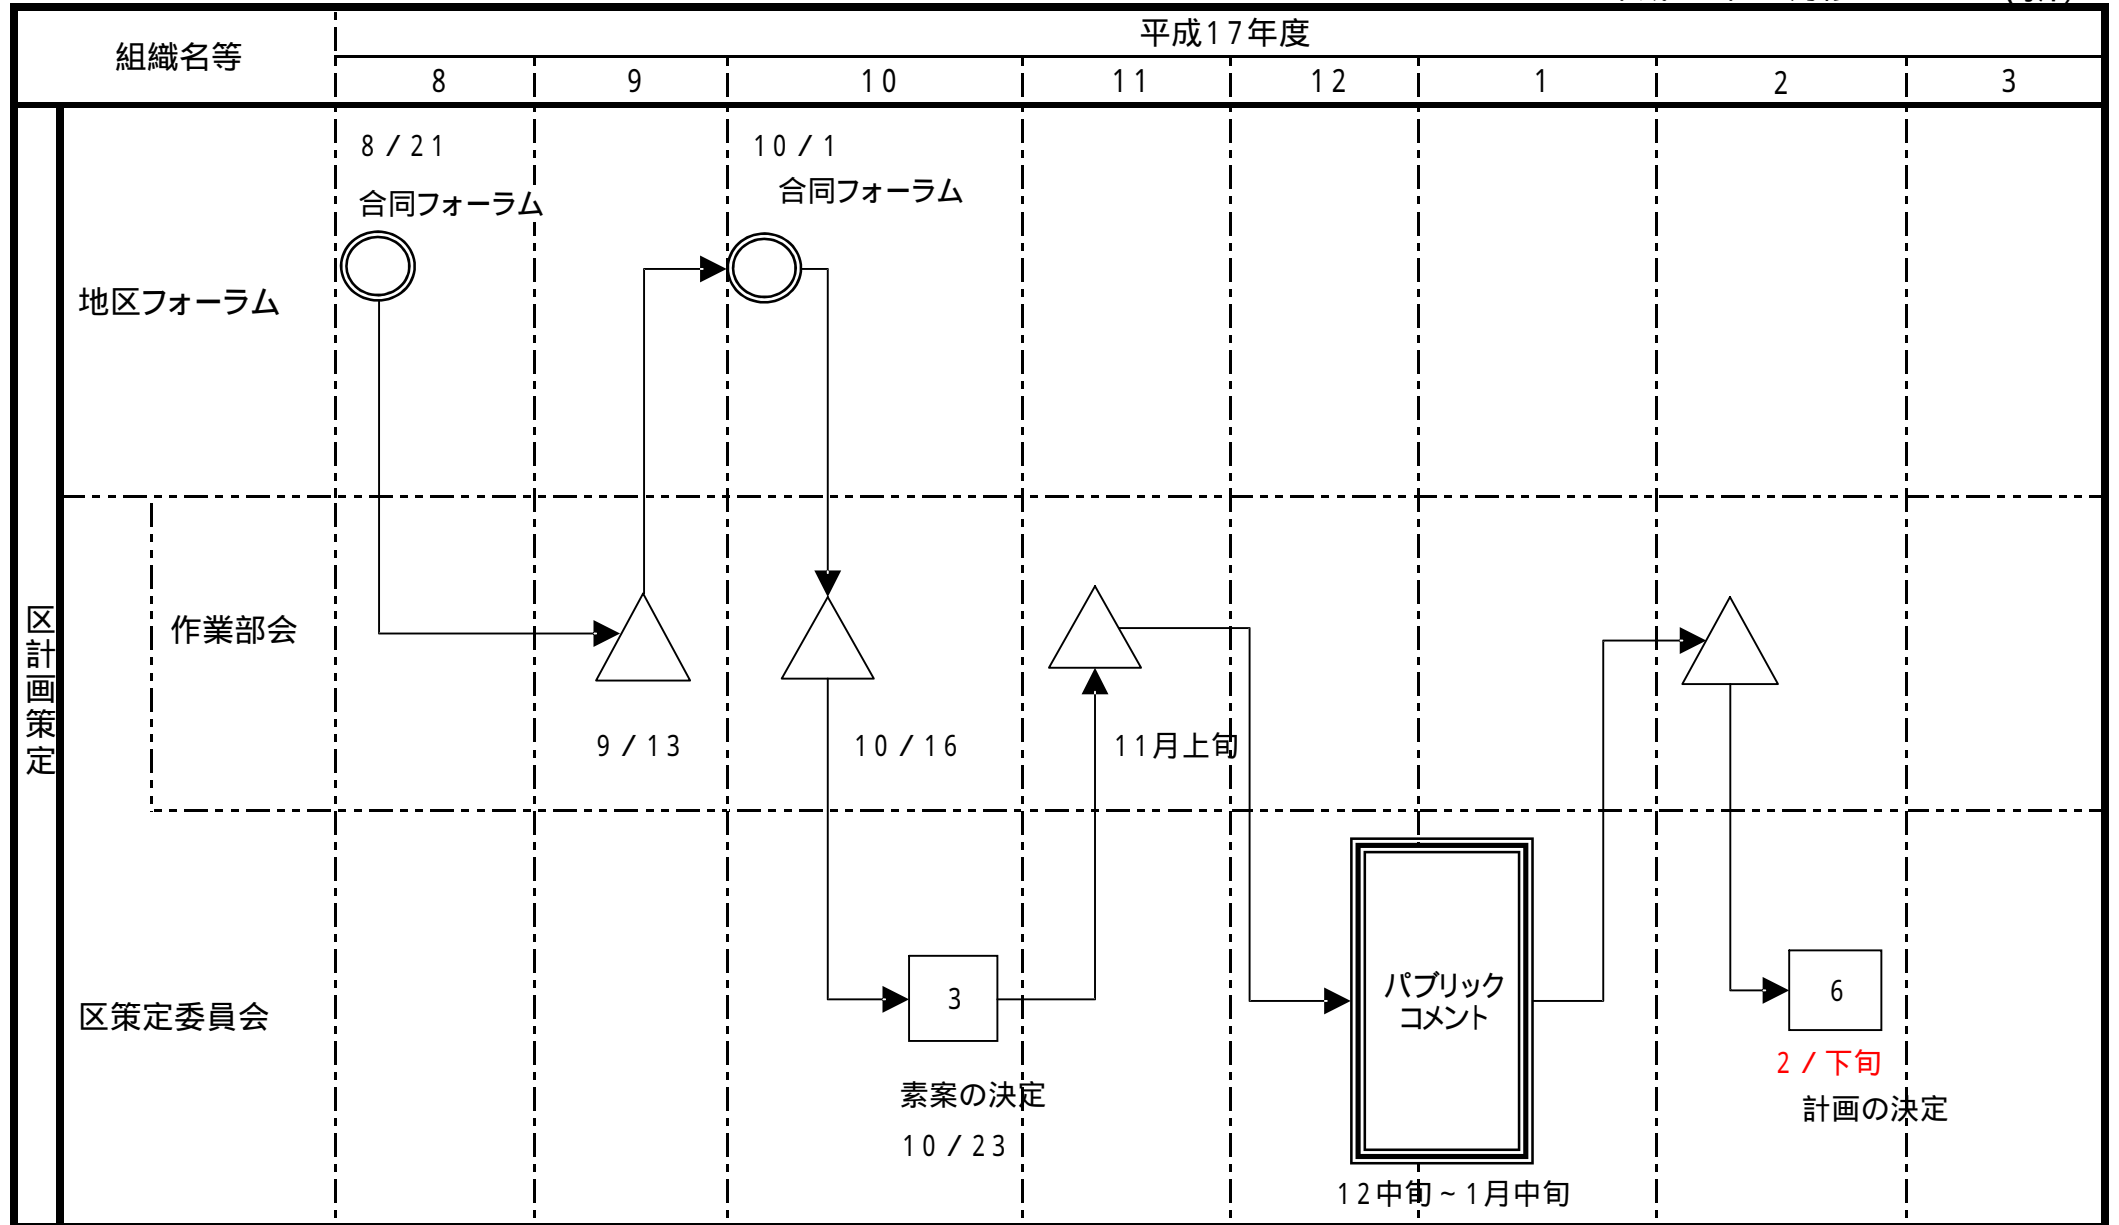 組織名等
平成17年度
8 9 10 11 12 1 2 3
区計画策定
地区フォーラム
8/21
合同フォーラム
10/1
合同フォーラム
作業部会
9/13
10/16
11月上旬
区策定委員会
3
素案の決定
10/23
パブリック
コメント
12中旬~1月中旬
6
2/下旬
計画の決定